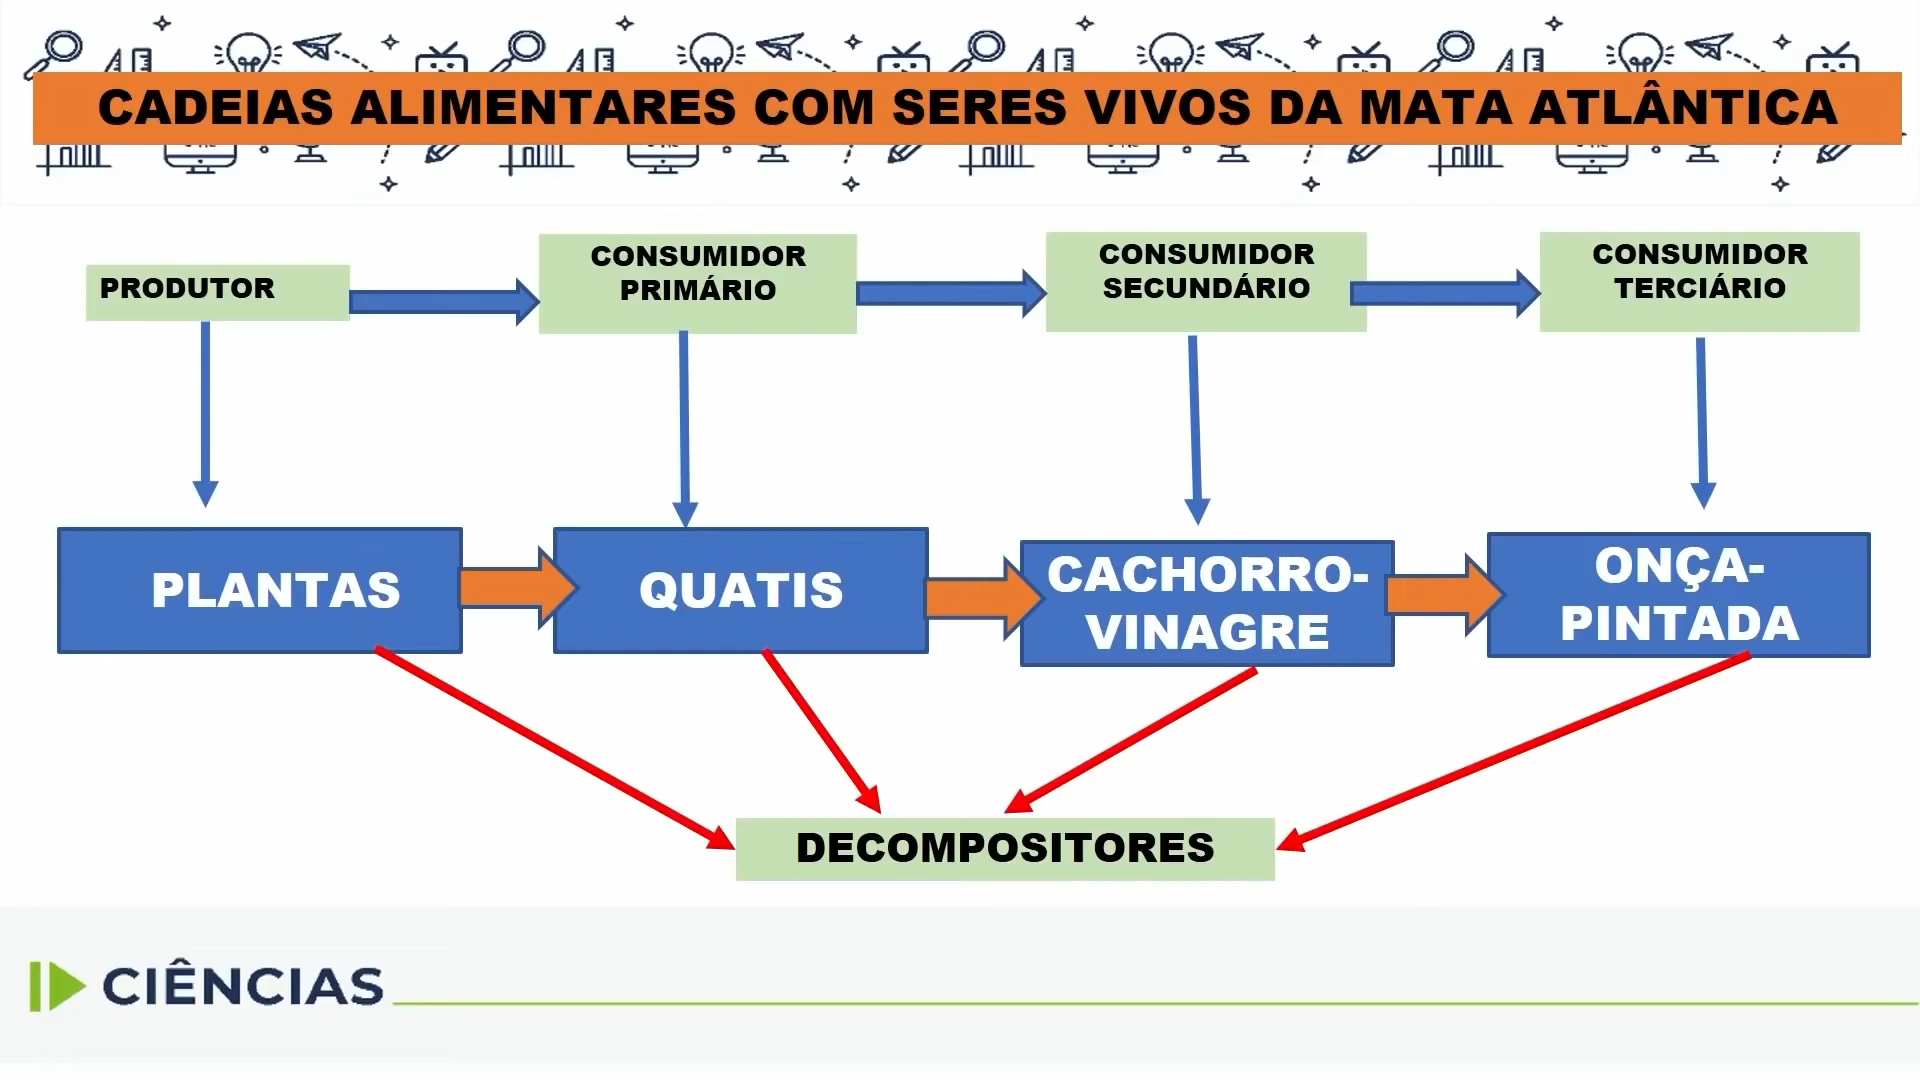 CADEIAS ALIMENTARES COM SERES VIVOS DA MATA ATLÂNTICA
PRODUTOR
CONSUMIDOR
PRIMÁRIO
CONSUMIDOR
SECUNDÁRIO
CONSUMIDOR
TERCIÁRIO
PLANTAS
QUATIS
CACHORRO-
VINAGRE
ONÇA-
PINTADA
DECOMPOSITORES
CIÊNCIAS